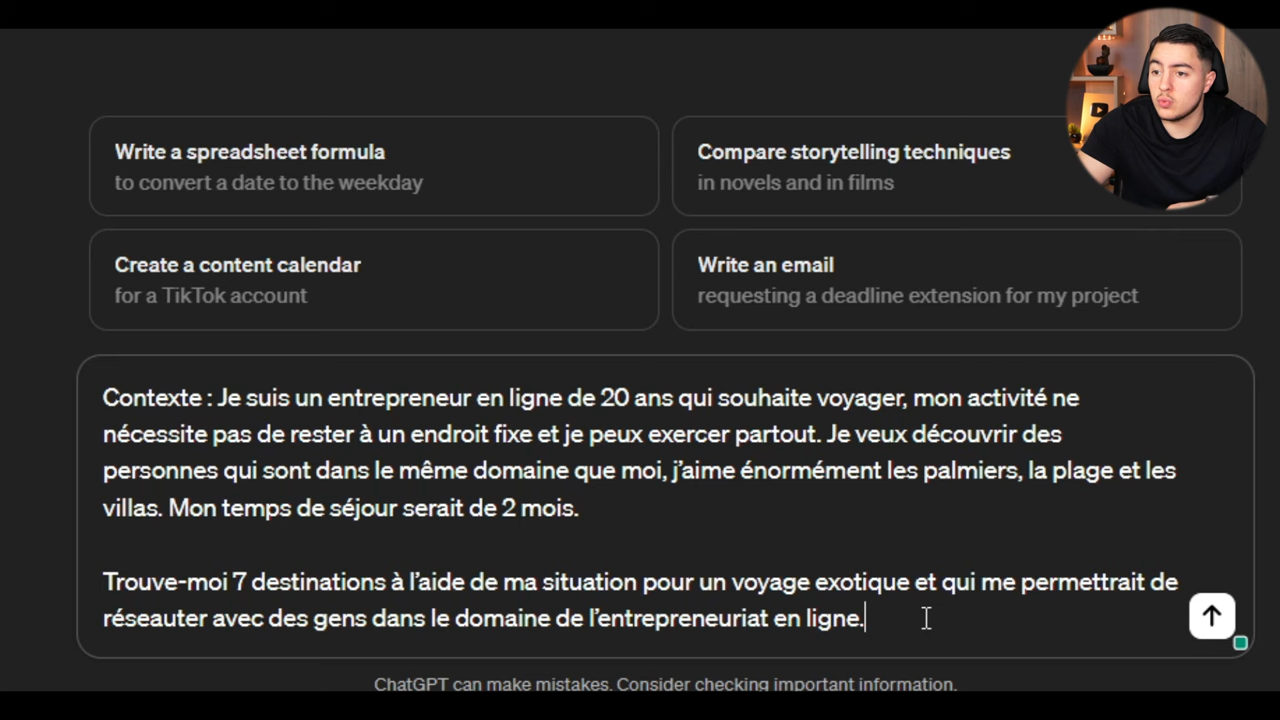 Write a spreadsheet formula
to convert a date to the weekday
Compare storytelling techniques
in novels and in films
Create a content calendar
for a TikTok account
Write an email
requesting a deadline extension for my project
Contexte : Je suis un entrepreneur en ligne de 20 ans qui souhaite voyager, mon activité ne
nécessite pas de rester à un endroit fixe et je peux exercer partout. Je veux découvrir des
personnes qui sont dans le même domaine que moi, j’aime énormément les palmiers, la plage et les
villas. Mon temps de séjour serait de 2 mois.
Trouve-moi 7 destinations à l’aide de ma situation pour un voyage exotique et qui me permettrait de
réseauter avec des gens dans le domaine de l’entrepreneuriat en ligne.
ChatGPT can make mistakes. Consider checking important information.